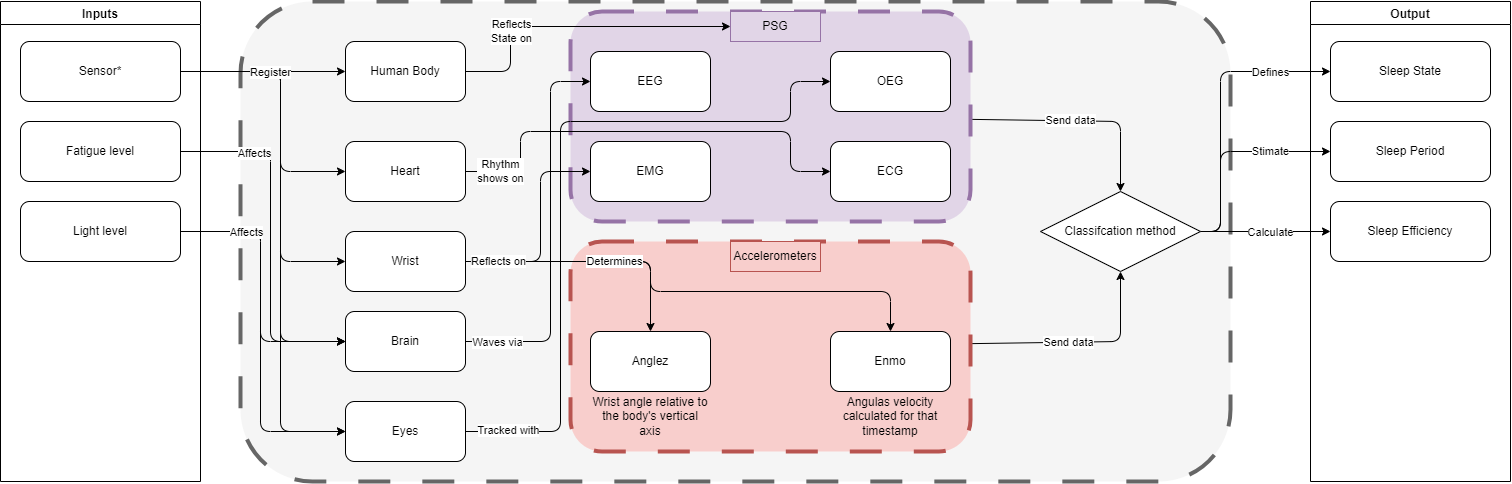 Inputs
Sensor*
Fatigue level
Light level
Register
Affects
Affects
Human Body
Heart
Wrist
Brain
Eyes
Reflects
State on
Rhythm
shows on
Reflects on
Waves via
Tracked with
PSG
EEG
OEG
EMG
ECG
Determines
Accelerometers
Anglez
Wrist angle relative to
the body's vertical
axis
Enmo
Angulas velocity
calculated for that
timestamp
Send data
Classifcation method
Send data
Defines
Stimate
Calculate
Output
Sleep State
Sleep Period
Sleep Efficiency